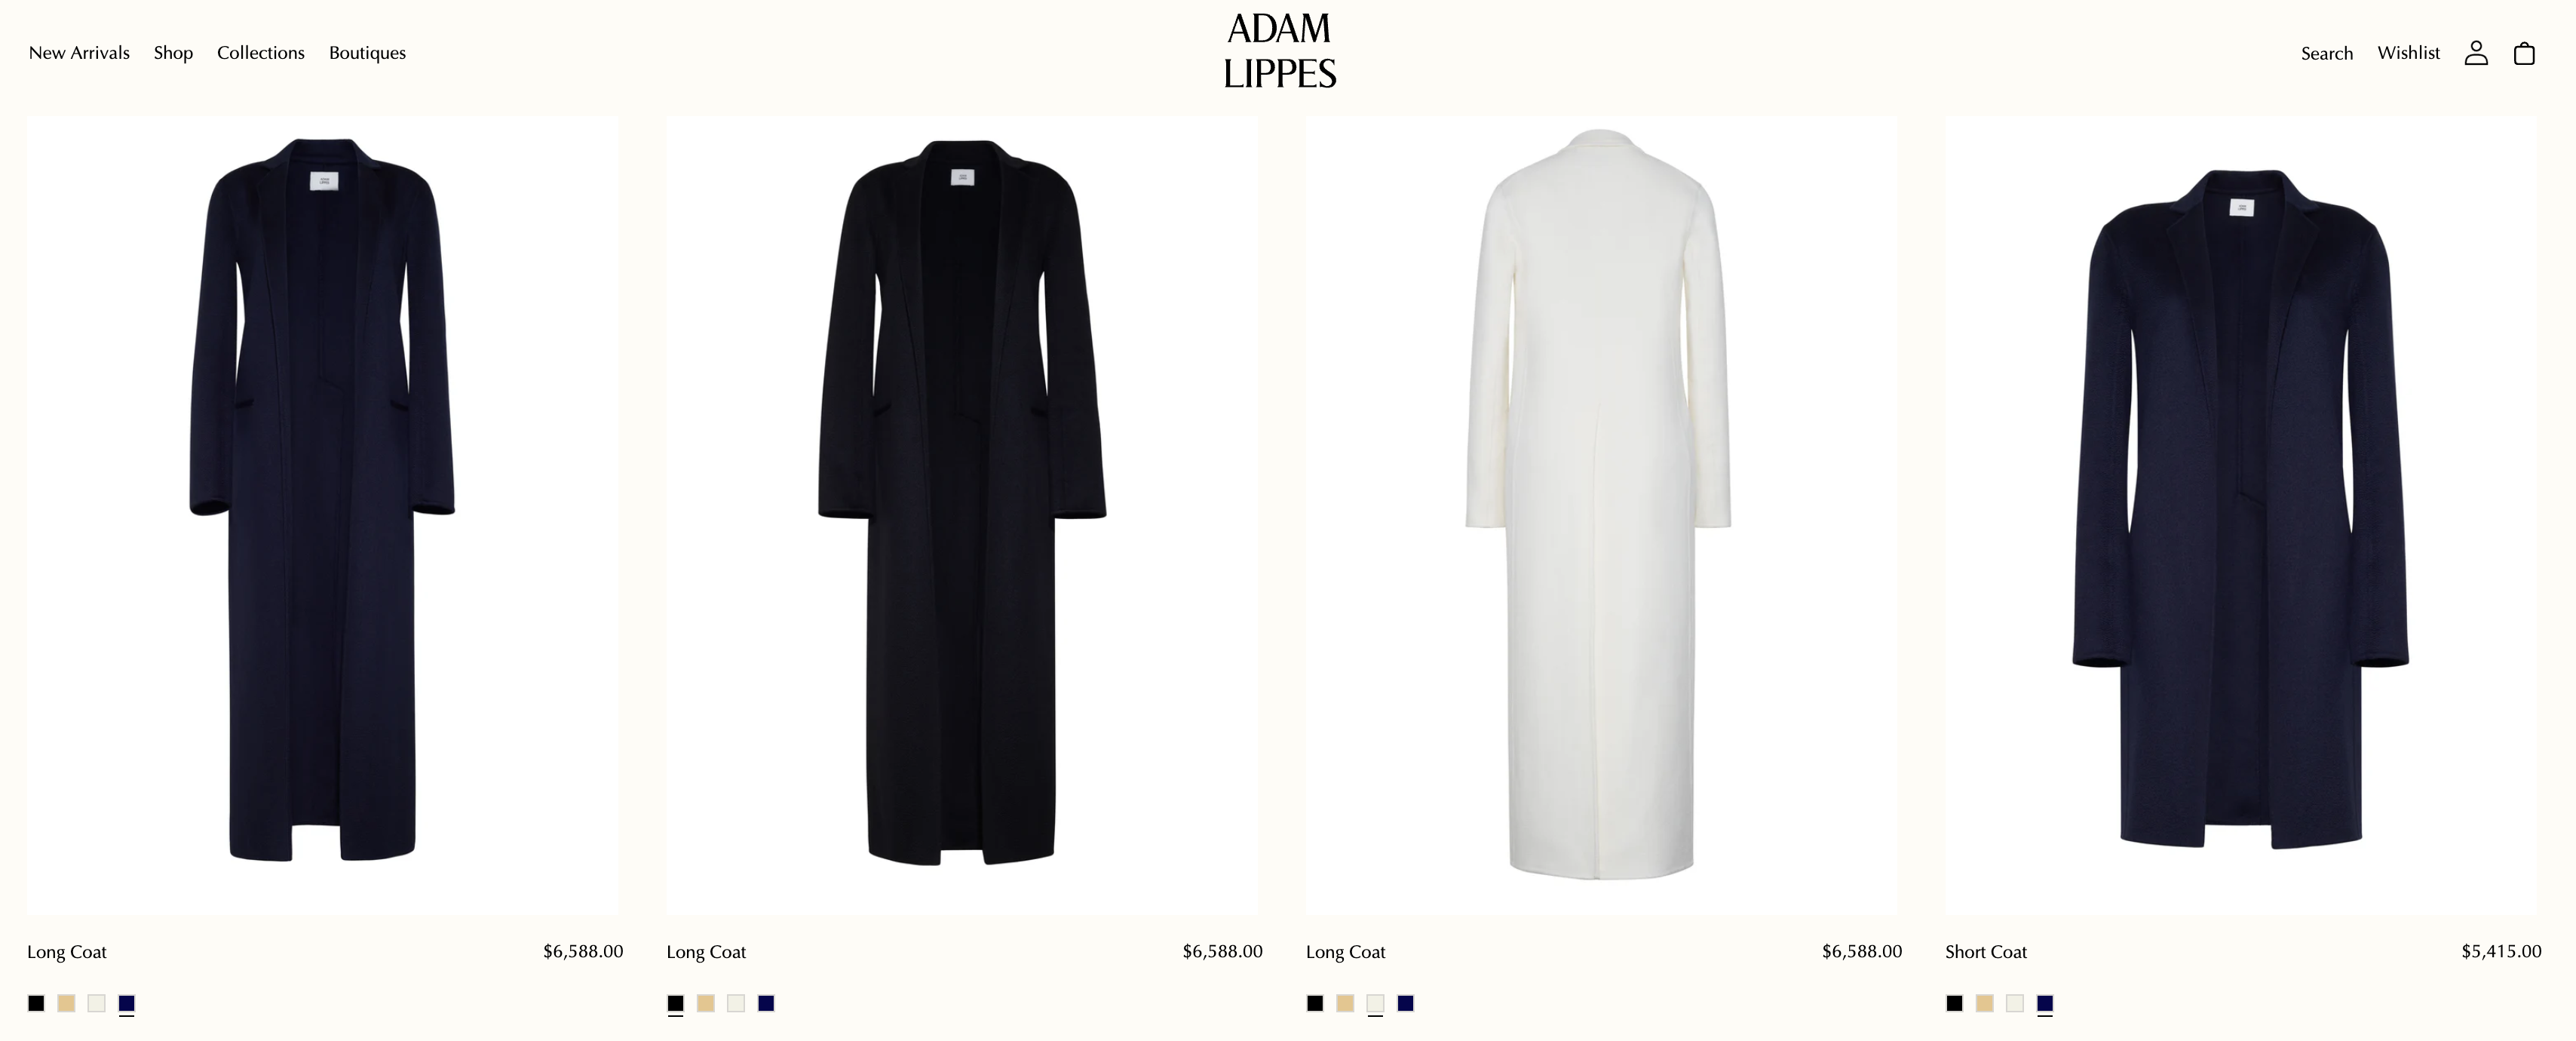 New Arrivals Shop Collections Boutiques
ADAM
LIPPES
Search Wishlist
Long Coat $6,588.00
Long Coat $6,588.00
Long Coat $6,588.00
Short Coat $5,415.00